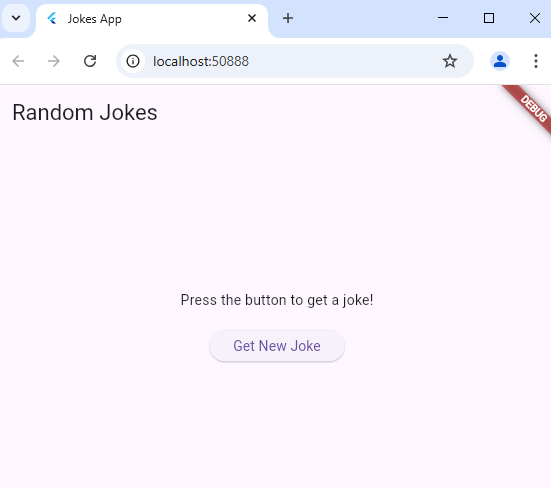 Jokes App
localhost:50888
Random Jokes
DEBUG
Press the button to get a joke!
Get New Joke